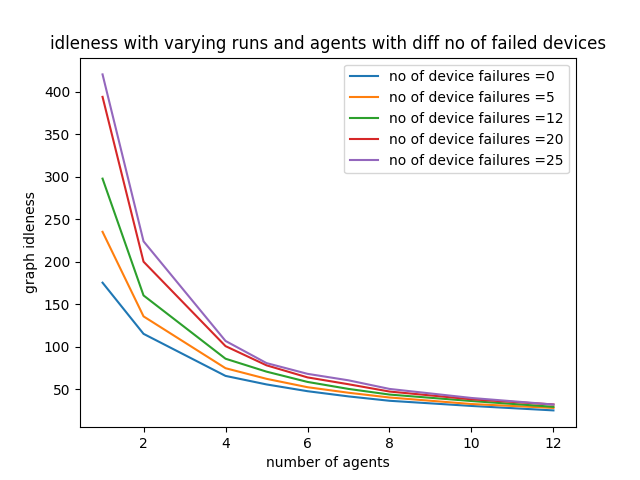 idleness with varying runs and agents with diff no of failed devices
no of device failures =0
no of device failures =5
no of device failures =12
no of device failures =20
no of device failures =25
graph idleness
400
350
300
250
200
150
100
50
2 4 6 8 10 12
number of agents